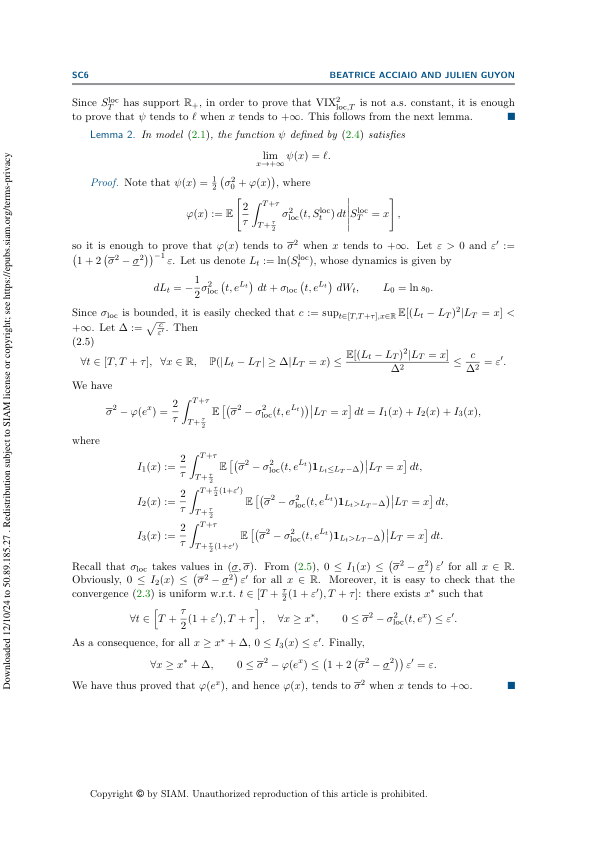 SC6 BEATRICE ACCIAIO AND JULIEN GUYON
Since $S_T^{\mathrm{loc}}$ has support $\mathbb{R}_+$, in order to prove that $\mathrm{VIX}^2_{\mathrm{loc},T}$ is not a.s. constant, it is enough
to prove that $\psi$ tends to $\ell$ when $x$ tends to $+\infty$. This follows from the next lemma. ■
Lemma 2. In model (2.1), the function $\psi$ defined by (2.4) satisfies
$\lim_{x\to+\infty} \psi(x) = \ell.$
Proof. Note that $\psi(x) = \frac{1}{2}\left(\sigma_0^2 + \varphi(x)\right)$, where
$\varphi(x) := \mathbb{E}\left[\frac{2}{\tau}\int_{T+\frac{\tau}{2}}^{T+\tau} \sigma_{\mathrm{loc}}^2(t, S_t^{\mathrm{loc}})\,dt \middle| S_T^{\mathrm{loc}} = x\right],$
so it is enough to prove that $\varphi(x)$ tends to $\overline{\sigma}^2$ when $x$ tends to $+\infty$. Let $\varepsilon > 0$ and $\varepsilon' :=$
$\left(1 + 2\left(\overline{\sigma}^2 - \underline{\sigma}^2\right)\right)^{-1}\varepsilon$. Let us denote $L_t := \ln(S_t^{\mathrm{loc}})$, whose dynamics is given by
$dL_t = -\frac{1}{2}\sigma_{\mathrm{loc}}^2\left(t, e^{L_t}\right)\,dt + \sigma_{\mathrm{loc}}\left(t, e^{L_t}\right)\,dW_t, \qquad L_0 = \ln s_0.$
Since $\sigma_{\mathrm{loc}}$ is bounded, it is easily checked that $c := \sup_{t\in[T,T+\tau],x\in\mathbb{R}} \mathbb{E}[(L_t - L_T)^2|L_T = x] <$
$+\infty$. Let $\Delta := \sqrt{\frac{c}{\varepsilon'}}$. Then
(2.5)
$\forall t \in [T, T+\tau],\ \ \forall x \in \mathbb{R}, \quad \mathbb{P}(|L_t - L_T| \geq \Delta|L_T = x) \leq \frac{\mathbb{E}[(L_t - L_T)^2|L_T = x]}{\Delta^2} \leq \frac{c}{\Delta^2} = \varepsilon'.$
We have
$\overline{\sigma}^2 - \varphi(e^x) = \frac{2}{\tau}\int_{T+\frac{\tau}{2}}^{T+\tau} \mathbb{E}\left[\left(\overline{\sigma}^2 - \sigma_{\mathrm{loc}}^2(t, e^{L_t})\right)\middle|L_T = x\right]dt = I_1(x) + I_2(x) + I_3(x),$
where
$I_1(x) := \frac{2}{\tau}\int_{T+\frac{\tau}{2}}^{T+\tau} \mathbb{E}\left[\left(\overline{\sigma}^2 - \sigma_{\mathrm{loc}}^2(t, e^{L_t})\mathbf{1}_{L_t \leq L_T - \Delta}\right)\middle|L_T = x\right]dt,$
$I_2(x) := \frac{2}{\tau}\int_{T+\frac{\tau}{2}}^{T+\frac{\tau}{2}(1+\varepsilon')} \mathbb{E}\left[\left(\overline{\sigma}^2 - \sigma_{\mathrm{loc}}^2(t, e^{L_t})\mathbf{1}_{L_t > L_T - \Delta}\right)\middle|L_T = x\right]dt,$
$I_3(x) := \frac{2}{\tau}\int_{T+\frac{\tau}{2}(1+\varepsilon')}^{T+\tau} \mathbb{E}\left[\left(\overline{\sigma}^2 - \sigma_{\mathrm{loc}}^2(t, e^{L_t})\mathbf{1}_{L_t > L_T - \Delta}\right)\middle|L_T = x\right]dt.$
Recall that $\sigma_{\mathrm{loc}}$ takes values in $(\underline{\sigma}, \overline{\sigma})$. From (2.5), $0 \leq I_1(x) \leq \left(\overline{\sigma}^2 - \underline{\sigma}^2\right)\varepsilon'$ for all $x \in \mathbb{R}$.
Obviously, $0 \leq I_2(x) \leq \left(\overline{\sigma}^2 - \underline{\sigma}^2\right)\varepsilon'$ for all $x \in \mathbb{R}$. Moreover, it is easy to check that the
convergence (2.3) is uniform w.r.t. $t \in [T + \frac{\tau}{2}(1+\varepsilon'), T+\tau]$: there exists $x^*$ such that
$\forall t \in \left[T + \frac{\tau}{2}(1+\varepsilon'), T+\tau\right], \quad \forall x \geq x^*, \qquad 0 \leq \overline{\sigma}^2 - \sigma_{\mathrm{loc}}^2(t, e^x) \leq \varepsilon'.$
As a consequence, for all $x \geq x^* + \Delta$, $0 \leq I_3(x) \leq \varepsilon'$. Finally,
$\forall x \geq x^* + \Delta, \qquad 0 \leq \overline{\sigma}^2 - \varphi(e^x) \leq \left(1 + 2\left(\overline{\sigma}^2 - \underline{\sigma}^2\right)\right)\varepsilon' = \varepsilon.$
We have thus proved that $\varphi(e^x)$, and hence $\varphi(x)$, tends to $\overline{\sigma}^2$ when $x$ tends to $+\infty$. ■
Copyright © by SIAM. Unauthorized reproduction of this article is prohibited.
Downloaded 12/10/24 to 50.89.185.27 . Redistribution subject to SIAM license or copyright; see https://epubs.siam.org/terms-privacy